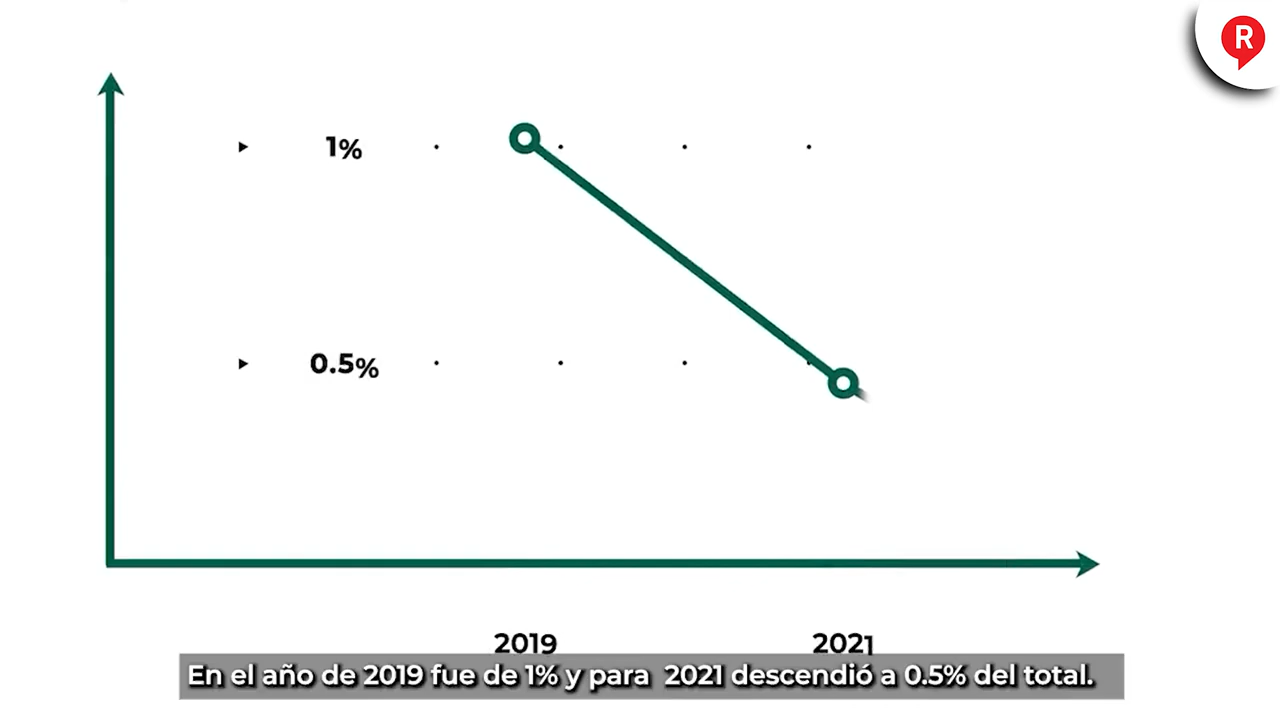 R
1%
0.5%
2019 2021
En el año de 2019 fue de 1% y para 2021 descendió a 0.5% del total.